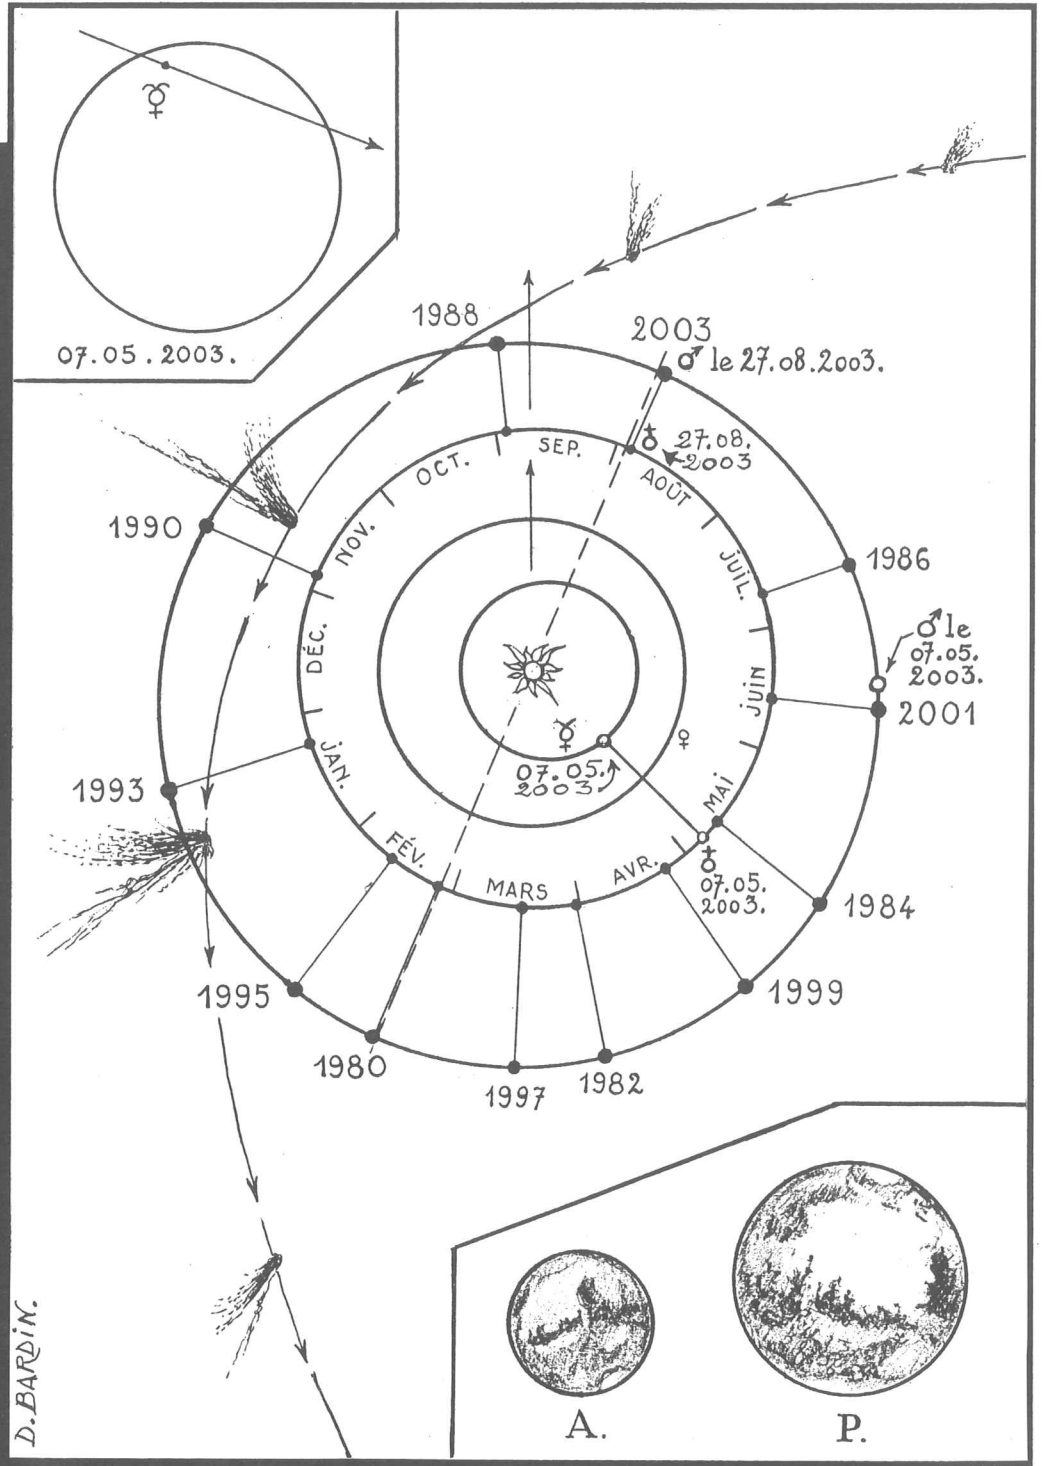 ☿
07.05.2003.
1988
2003
♂ le 27.08.2003.
♁ 27.08.
2003
SEP.
OCT.
AOÛT
1990
NOV.
JUIL.
1986
DÉC.
♂ le
07.05.
2003.
JUIN
2001
☿
07.05.
2003
♀
JAN.
1993
MAI
FÉV.
AVR.
MARS
♁
07.05.
2003.
1984
1995
1999
1980
1982
1997
D. BARDIN.
A.
P.